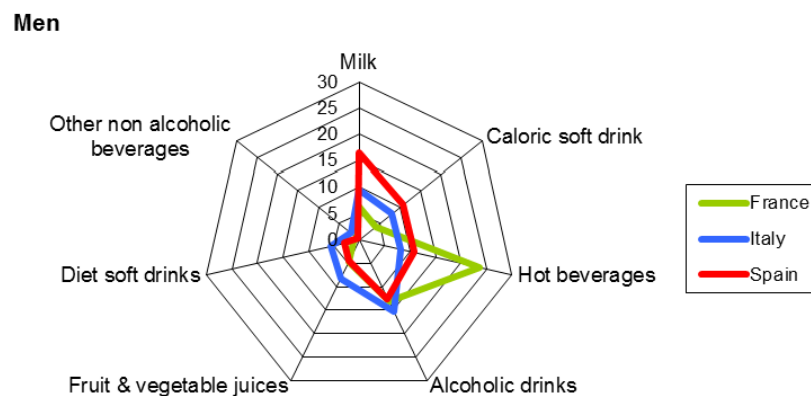 Men
Milk
30
25
20
15
10
5
0
Caloric soft drink
Hot beverages
Alcoholic drinks
Fruit & vegetable juices
Diet soft drinks
Other non alcoholic
beverages
France
Italy
Spain